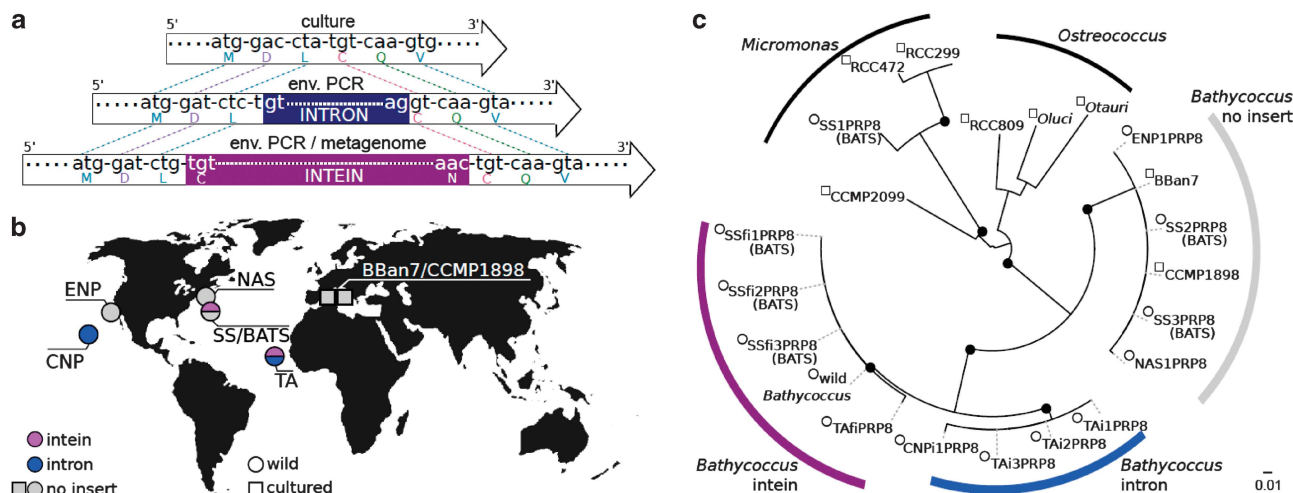 a
culture
5' 3'
·····atg-gac-cta-tgt-caa-gtg·····
M D L C Q V
env. PCR
5' 3'
·····atg-gat-ctc-tgt·············aggt-caa-gta·····
INTRON
M D L C Q V
env. PCR / metagenome
5' 3'
·····atg-gat-ctg-tgt·····················aac-tgt-caa-gta·····
INTEIN
M D L C N C Q V
b
ENP
CNP
NAS
SS/BATS
TA
BBan7/CCMP1898
intein
intron
no insert
wild
cultured
c
Micromonas
Ostreococcus
Bathycoccus
no insert
RCC299
RCC472
SS1PRP8
(BATS)
CCMP2099
RCC809
Oluci
Otauri
ENP1PRP8
BBan7
SS2PRP8
(BATS)
CCMP1898
SS3PRP8
(BATS)
NAS1PRP8
SSfi1PRP8
(BATS)
SSfi2PRP8
(BATS)
SSfi3PRP8
(BATS)
wild
Bathycoccus
TAfiPRP8
CNPi1PRP8
TAi3PRP8
TAi2PRP8
TAi1PRP8
Bathycoccus
intein
Bathycoccus
intron
0.01